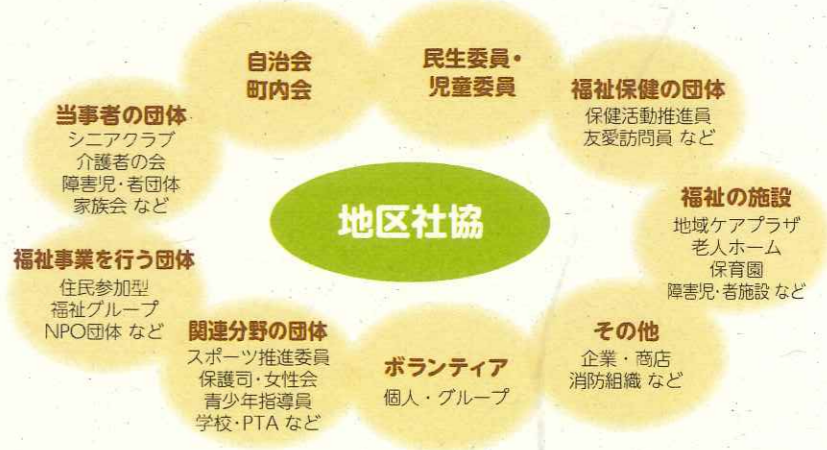 自治会
町内会
民生委員・
児童委員
福祉保健の団体
保健活動推進員
友愛訪問員 など
福祉の施設
地域ケアプラザ
老人ホーム
保育園
障害児・者施設 など
その他
企業・商店
消防組織 など
ボランティア
個人・グループ
関連分野の団体
スポーツ推進委員
保護司・女性会
青少年指導員
学校・PTA など
福祉事業を行う団体
住民参加型
福祉グループ
NPO団体 など
当事者の団体
シニアクラブ
介護者の会
障害児・者団体
家族会 など
地区社協